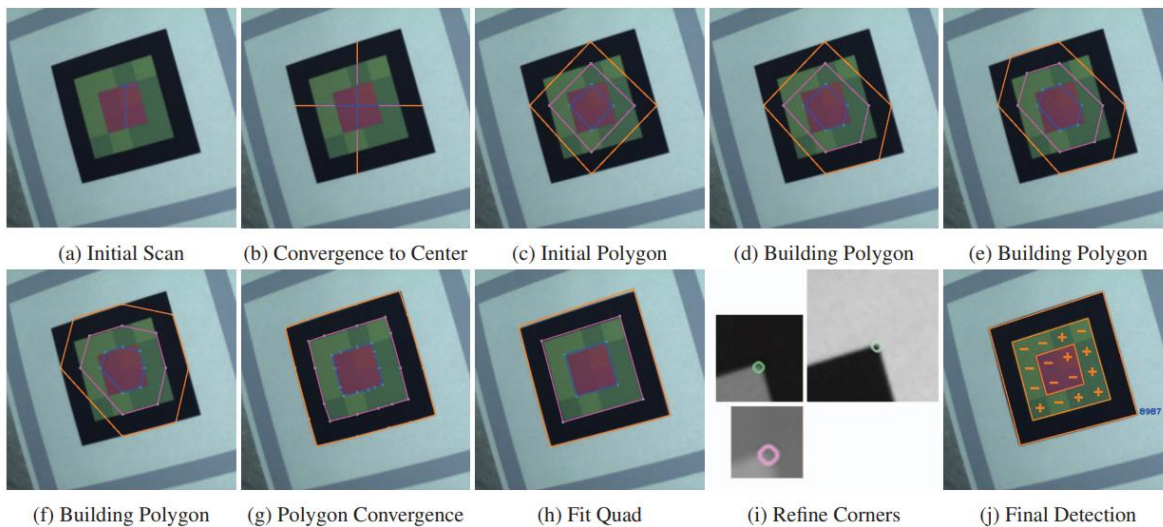 (a) Initial Scan
(b) Convergence to Center
(c) Initial Polygon
(d) Building Polygon
(e) Building Polygon
8987
(f) Building Polygon
(g) Polygon Convergence
(h) Fit Quad
(i) Refine Corners
(j) Final Detection